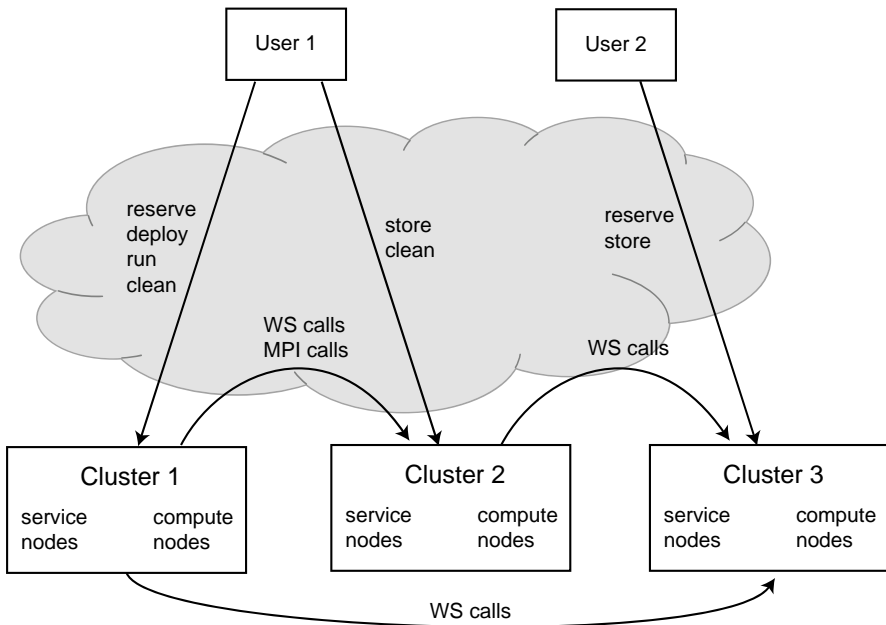 User 1
User 2
reserve
deploy
run
clean
store
clean
reserve
store
WS calls
MPI calls
WS calls
Cluster 1
service
nodes
compute
nodes
Cluster 2
service
nodes
compute
nodes
Cluster 3
service
nodes
compute
nodes
WS calls